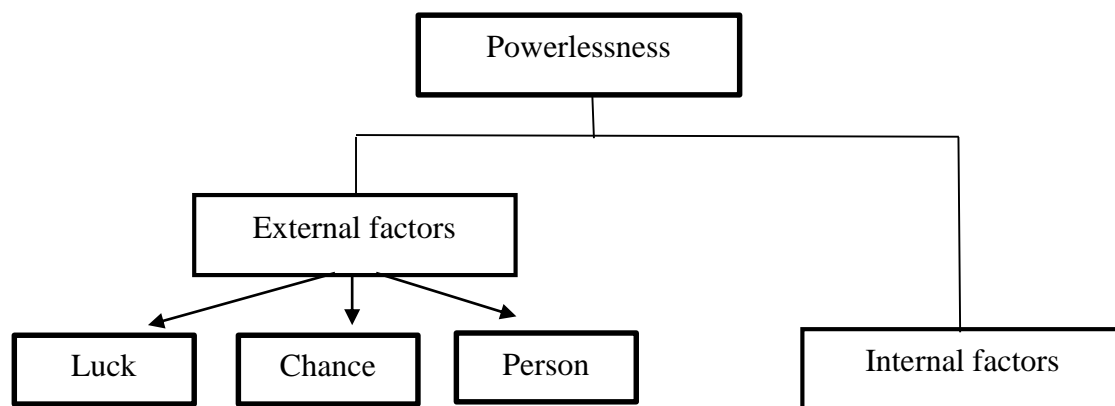 Powerlessness
External factors
Luck
Chance
Person
Internal factors